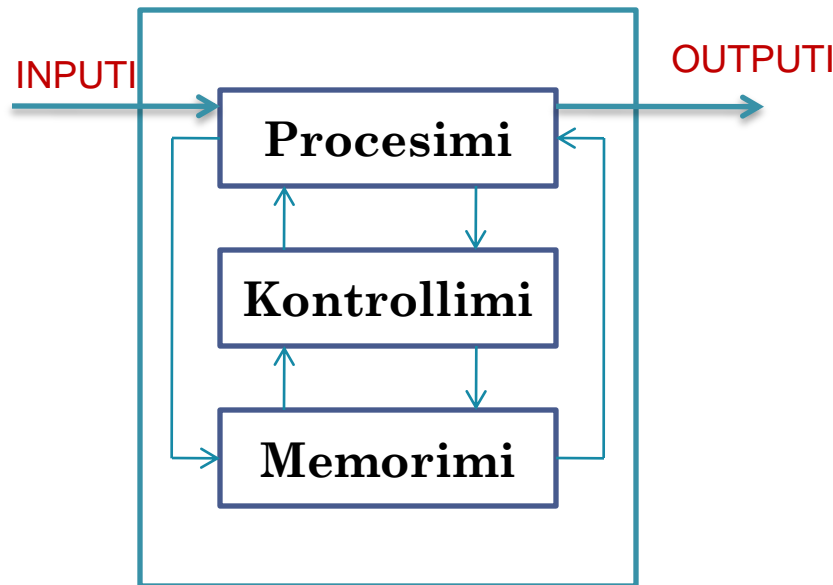 INPUTI
OUTPUTI
Procesimi
Kontrollimi
Memorimi